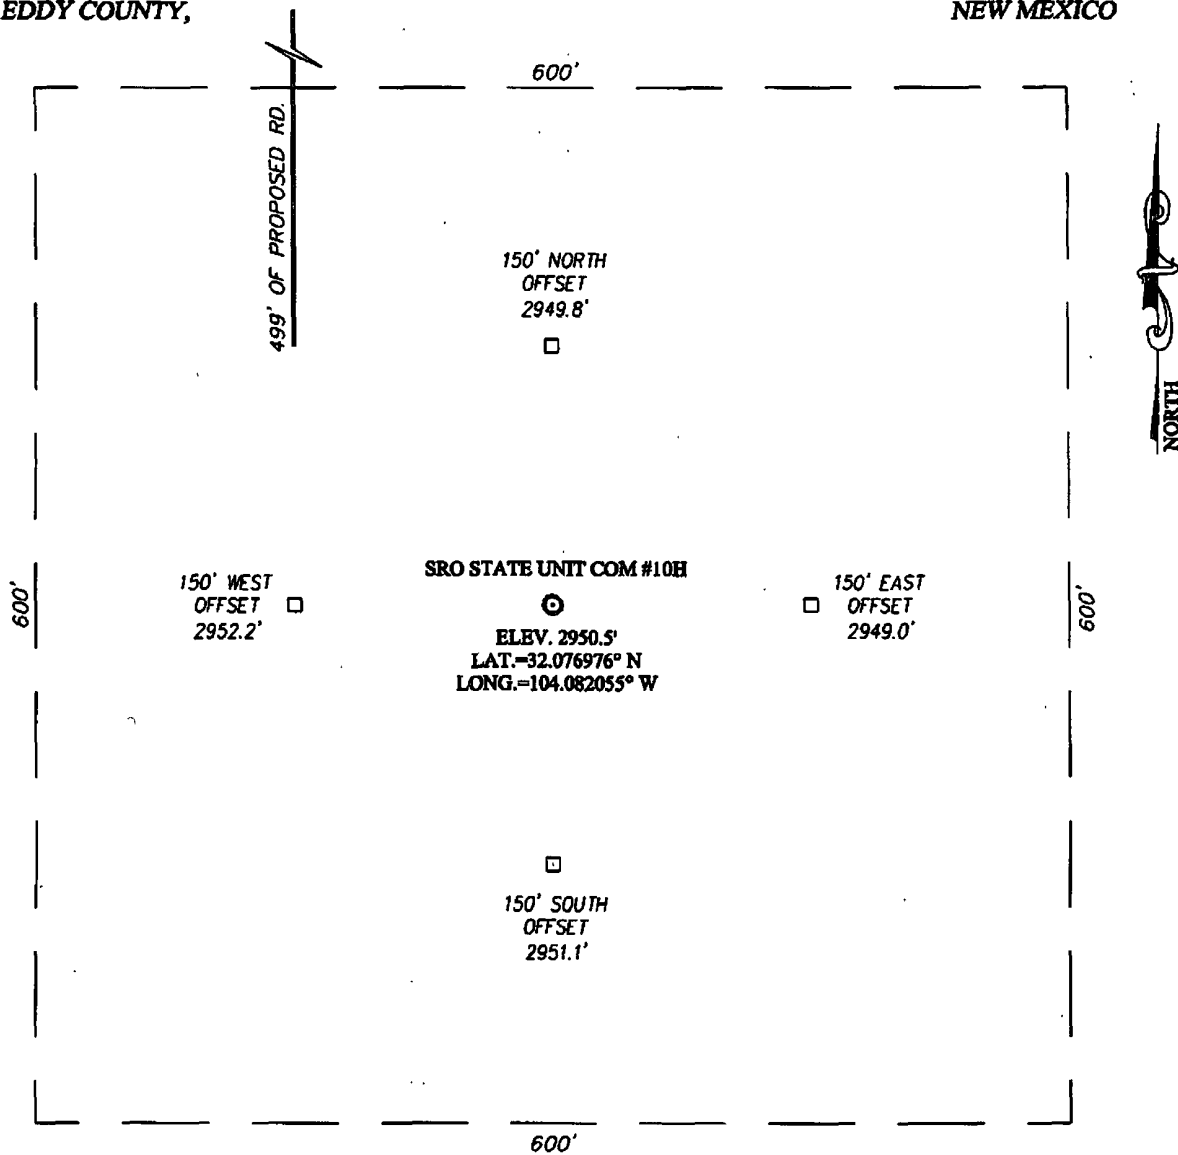 EDDY COUNTY,
NEW MEXICO
600'
499' OF PROPOSED RD.
150' NORTH
OFFSET
2949.8'
NORTH
SRO STATE UNIT COM #10H
ELEV. 2950.5'
LAT.=32.076976° N
LONG.=104.082055° W
150' WEST
OFFSET
2952.2'
150' EAST
OFFSET
2949.0'
600'
600'
150' SOUTH
OFFSET
2951.1'
600'